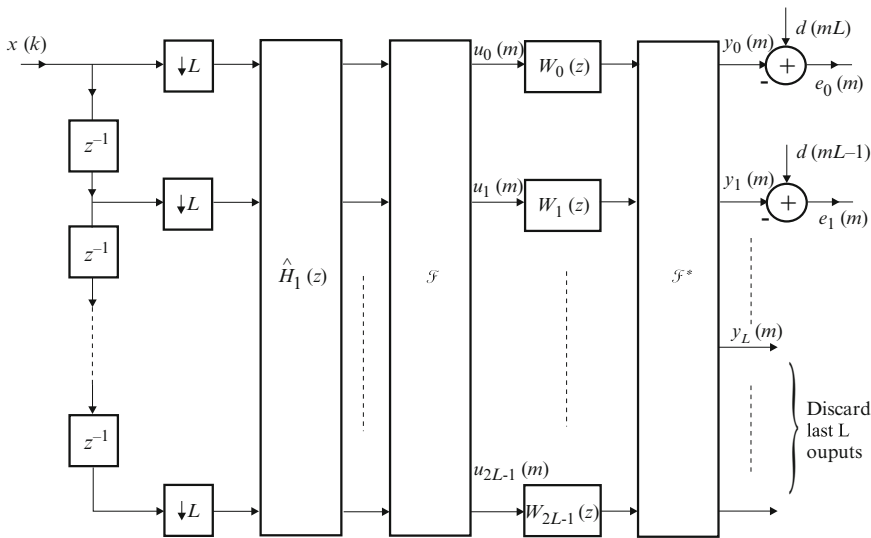 x (k)
↓L
u0 (m)
W0 (z)
y0 (m)
d (mL)
+
-
e0 (m)
z–1
↓L
u1 (m)
W1 (z)
y1 (m)
d (mL–1)
+
-
e1 (m)
z–1
Ĥ1 (z)
ℱ
ℱ*
yL (m)
Discard
last L
ouputs
z–1
u2L-1 (m)
↓L
W2L-1(z)